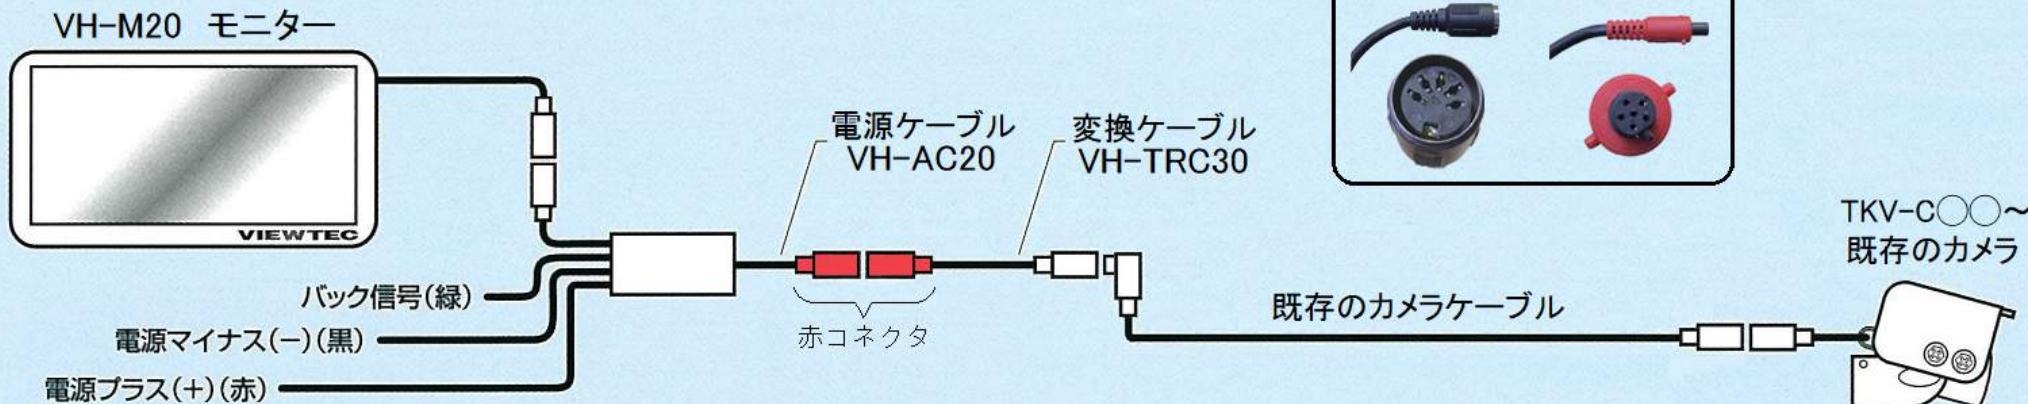 VH-M20 モニター
VIEWTEC
電源ケーブル
VH-AC20
変換ケーブル
VH-TRC30
TKV-C○○～
既存のカメラ
バック信号(緑)
電源マイナス(－)(黒)
電源プラス(＋)(赤)
赤コネクタ
既存のカメラケーブル